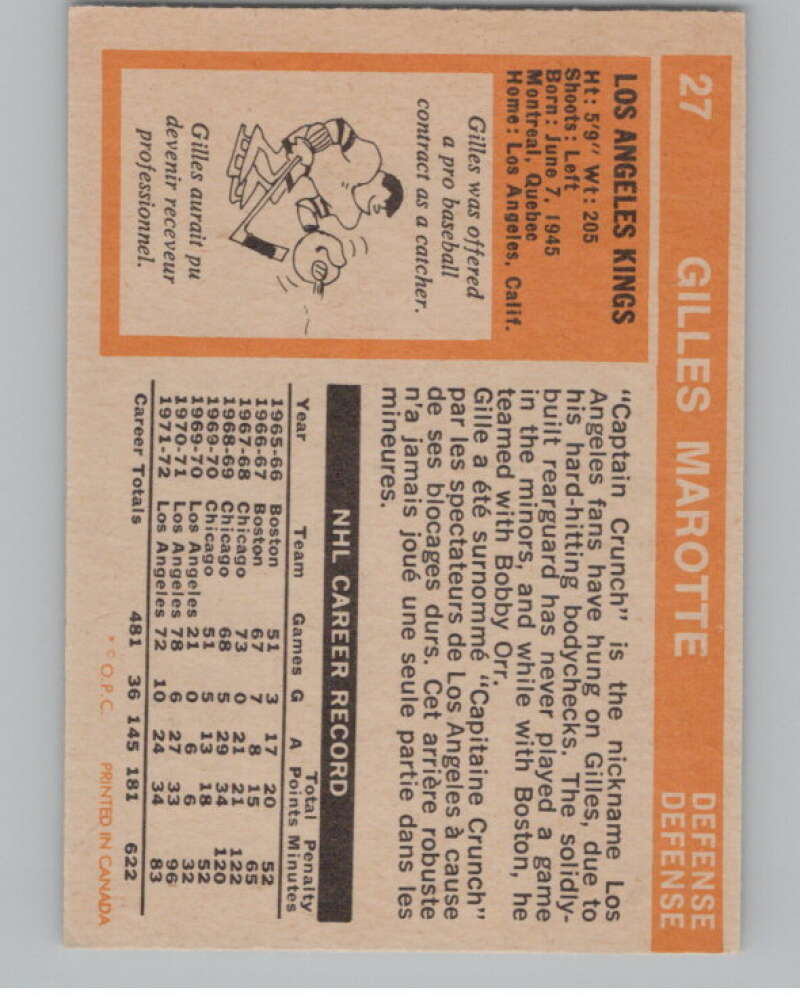 27 GILLES MAROTTE DEFENSE
DEFENSE
LOS ANGELES KINGS
Ht: 5'9" Wt: 205
Shoots: Left
Born: June 7, 1945
Montreal, Quebec
Home: Los Angeles, Calif.
Gilles was offered
a pro baseball
contract as a catcher.
Gilles aurait pu
devenir receveur
professionnel.
"Captain Crunch" is the nickname Los
Angeles fans have hung on Gilles, due to
his hard-hitting bodychecks. The solidly-
built rearguard has never played a game
in the minors, and while with Boston, he
teamed with Bobby Orr.
Gille a été surnommé "Capitaine Crunch"
par les spectateurs de Los Angeles à cause
de ses blocages durs. Cet arrière robuste
n'a jamais joué une seule partie dans les
mineures.
NHL CAREER RECORD
Total Penalty
Year Team Games G A Points Minutes
1965-66 Boston 51 3 17 20 52
1966-67 Boston 67 7 8 15 65
1967-68 Chicago 73 0 21 21 122
1968-69 Chicago 68 5 29 34 120
1969-70 Chicago 51 5 13 18 52
1969-70 Los Angeles 21 0 6 6 32
1970-71 Los Angeles 78 6 27 33 96
1971-72 Los Angeles 72 10 24 34 83
Career Totals 481 36 145 181 622
* © O.P.C. PRINTED IN CANADA